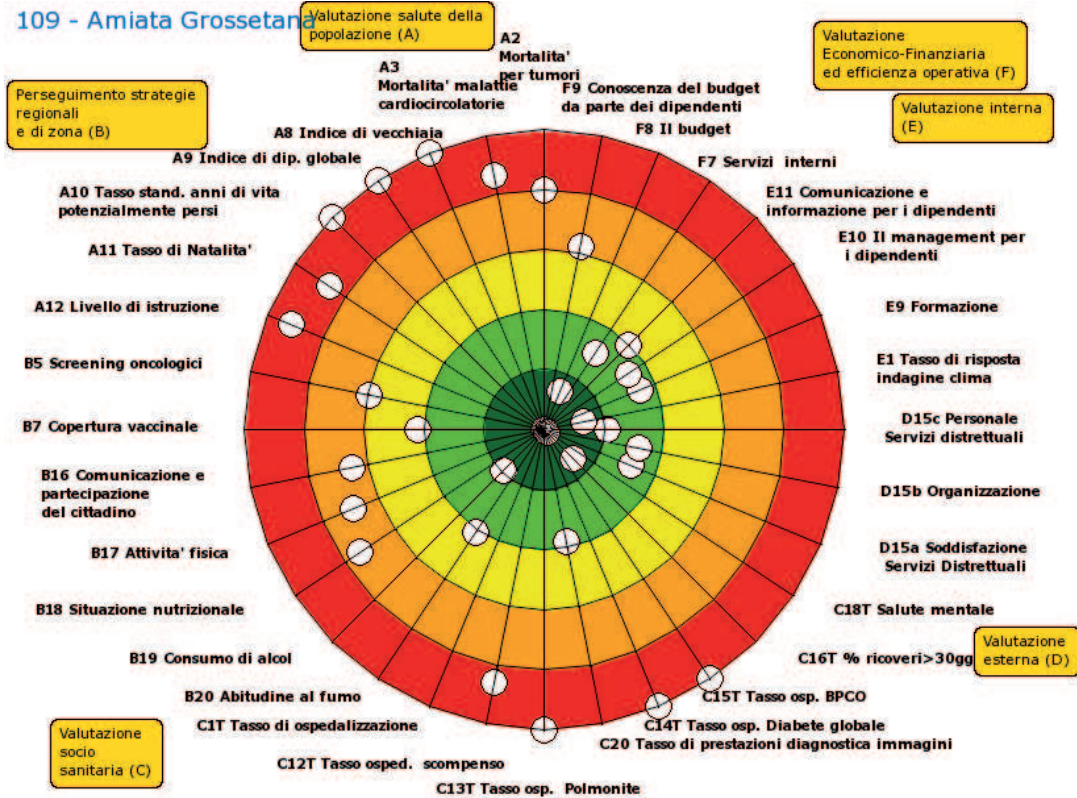 109 - Amiata Grossetana
Valutazione salute della
popolazione (A)
A2
Mortalita'
per tumori
A3
Mortalita' malattie
cardiocircolatorie
F9 Conoscenza del budget
da parte dei dipendenti
Valutazione
Economico-Finanziaria
ed efficienza operativa (F)
Perseguimento strategie
regionali
e di zona (B)
Valutazione interna
(E)
A8 Indice di vecchiaia
F8 Il budget
A9 Indice di dip. globale
F7 Servizi interni
A10 Tasso stand. anni di vita
potenzialmente persi
E11 Comunicazione e
informazione per i dipendenti
A11 Tasso di Natalita'
E10 Il management per
i dipendenti
A12 Livello di istruzione
E9 Formazione
B5 Screening oncologici
E1 Tasso di risposta
indagine clima
B7 Copertura vaccinale
D15c Personale
Servizi distrettuali
B16 Comunicazione e
partecipazione
del cittadino
D15b Organizzazione
B17 Attivita' fisica
D15a Soddisfazione
Servizi Distrettuali
B18 Situazione nutrizionale
C18T Salute mentale
B19 Consumo di alcol
C16T % ricoveri>30gg
Valutazione
esterna (D)
B20 Abitudine al fumo
C15T Tasso osp. BPCO
C1T Tasso di ospedalizzazione
C14T Tasso osp. Diabete globale
C20 Tasso di prestazioni diagnostica immagini
Valutazione
socio
sanitaria (C)
C12T Tasso osped. scompenso
C13T Tasso osp. Polmonite